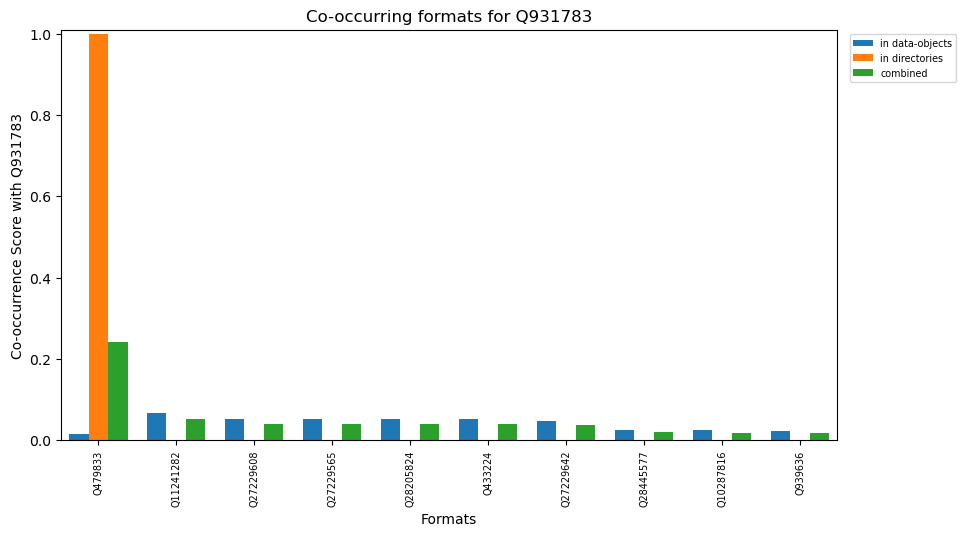 Co-occurring formats for Q931783
in data-objects
in directories
combined
Co-occurrence Score with Q931783
1.0
0.8
0.6
0.4
0.2
0.0
Q479833
Q11241282
Q27229608
Q27229565
Q28205824
Q433224
Q27229642
Q28445577
Q10287816
Q939636
Formats